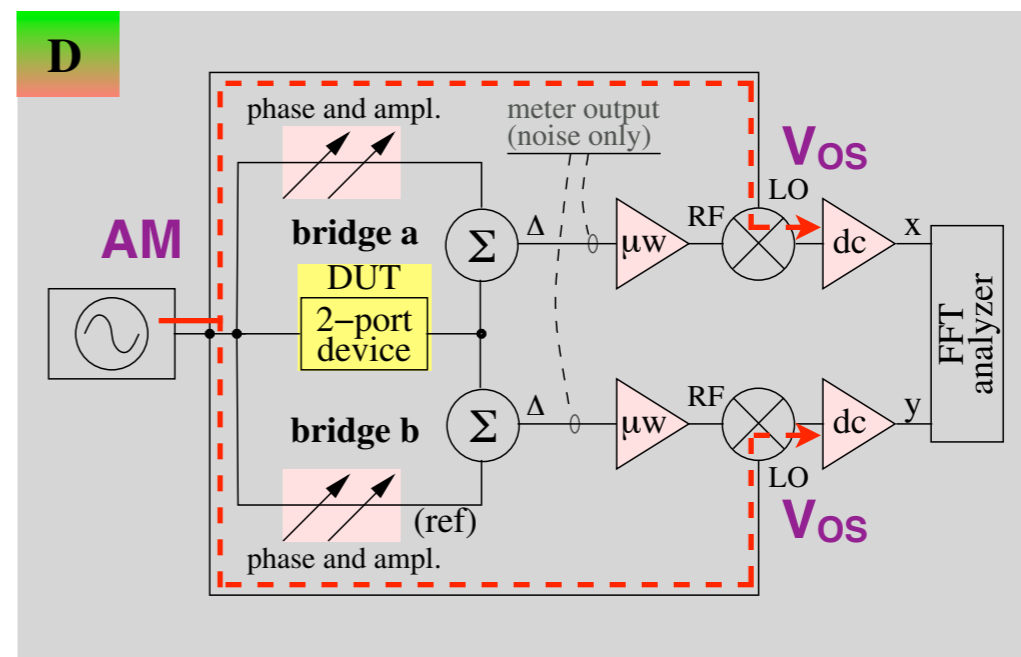 D
phase and ampl.
meter output
(noise only)
VOS
LO
AM
bridge a
Σ
Δ
μw
RF
dc
x
DUT
2−port
device
FFT
analyzer
bridge b
Σ
Δ
μw
RF
dc
y
LO
(ref)
VOS
phase and ampl.